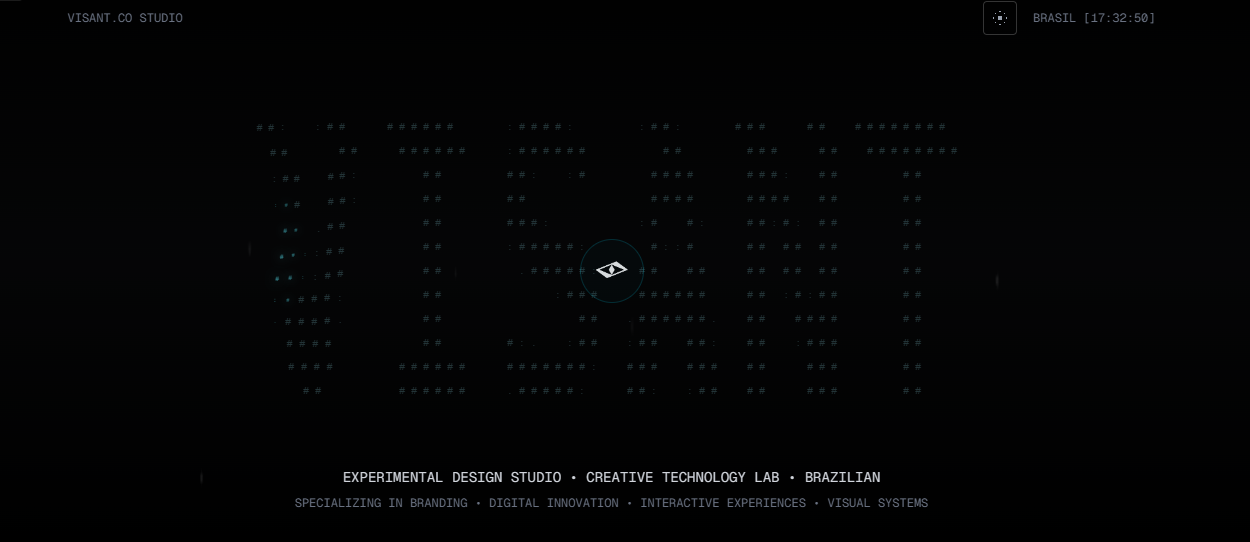 VISANT.CO STUDIO
BRASIL [17:32:50]
VISANT
EXPERIMENTAL DESIGN STUDIO • CREATIVE TECHNOLOGY LAB • BRAZILIAN
SPECIALIZING IN BRANDING • DIGITAL INNOVATION • INTERACTIVE EXPERIENCES • VISUAL SYSTEMS